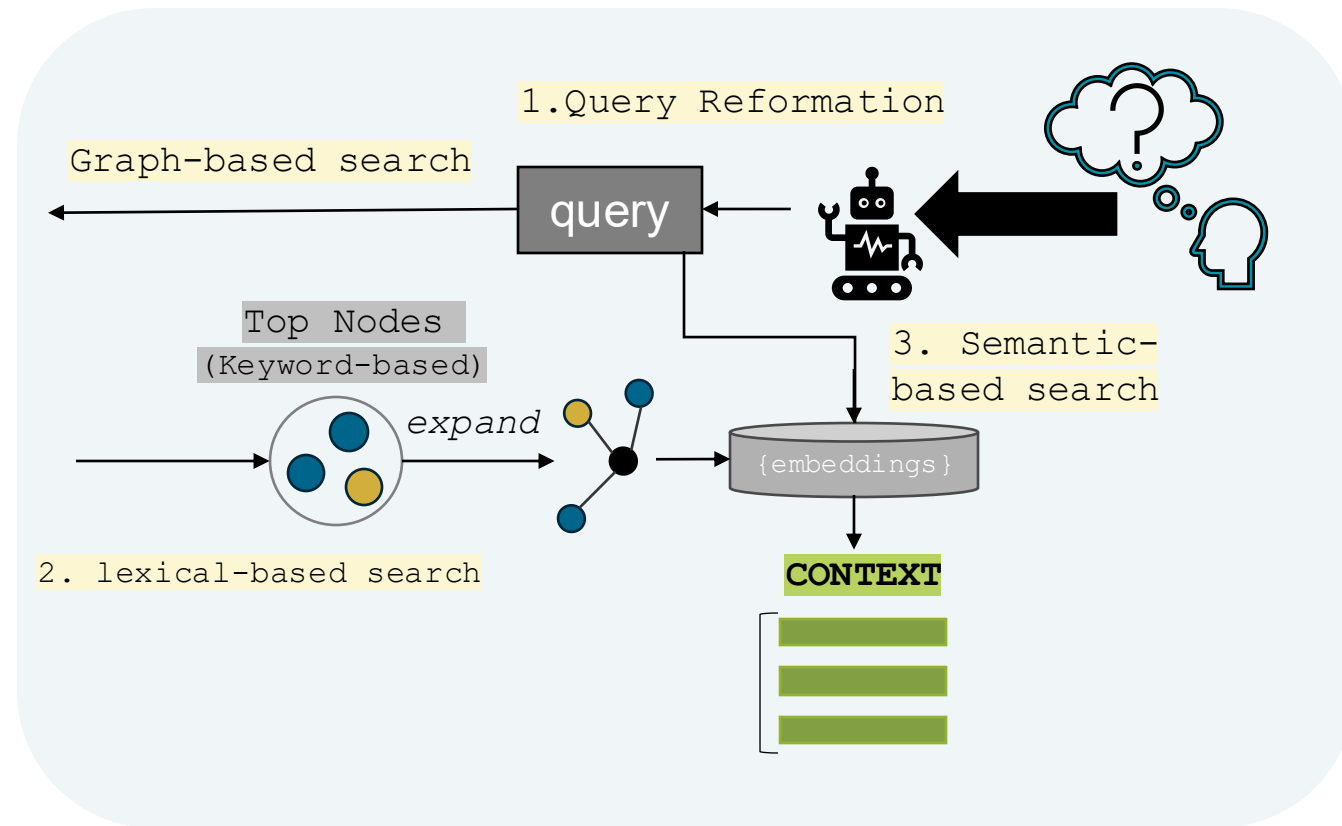 1.Query Reformation
Graph-based search
query
?
Top Nodes
(Keyword-based)
expand
3. Semantic-
based search
{embeddings}
2. lexical-based search
CONTEXT